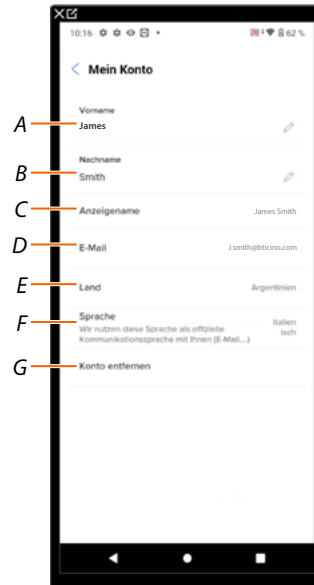 10:16
62 %
Mein Konto
Vorname
A
James
Nachname
B
Smith
C
Anzeigename
James Smith
D
E-Mail
J.smith@bticino.com
E
Land
Argentinien
F
Sprache
Italien
isch
Wir nutzen diese Sprache als offizielle
Kommunikationssprache mit Ihnen (E-Mail,...)
G
Konto entfernen